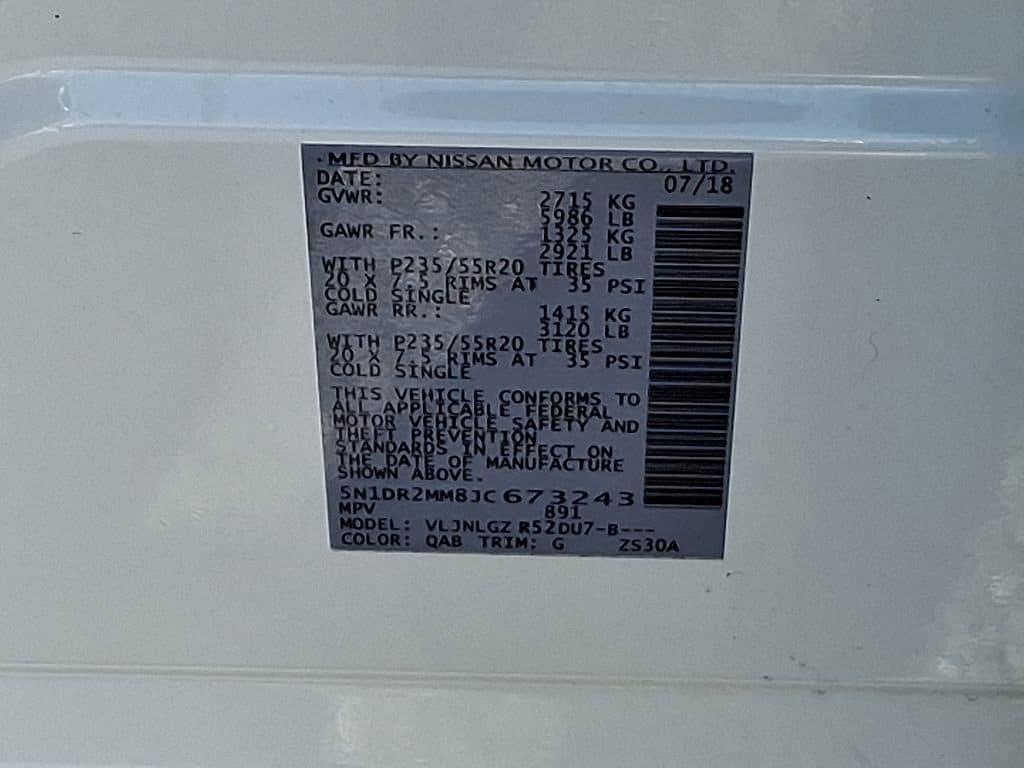 MFD BY NISSAN MOTOR CO., LTD.
DATE: 07/18
GVWR: 2715 KG
5986 LB
GAWR FR.: 1325 KG
2921 LB
WITH P235/55R20 TIRES
20 X 7.5 RIMS AT 35 PSI
COLD SINGLE
GAWR RR.: 1415 KG
3120 LB
WITH P235/55R20 TIRES
20 X 7.5 RIMS AT 35 PSI
COLD SINGLE
THIS VEHICLE CONFORMS TO
ALL APPLICABLE FEDERAL
MOTOR VEHICLE SAFETY AND
THEFT PREVENTION
STANDARDS IN EFFECT ON
THE DATE OF MANUFACTURE
SHOWN ABOVE.
5N1DR2MM8JC673243
MPV 891
MODEL: VLJNLGZ R52DU7-B---
COLOR: QAB TRIM: G ZS30A